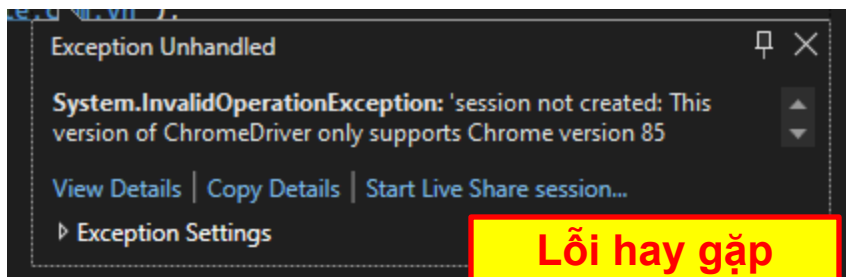 Exception Unhandled
System.InvalidOperationException: 'session not created: This
version of ChromeDriver only supports Chrome version 85
View Details | Copy Details | Start Live Share session...
Exception Settings
Lỗi hay gặp